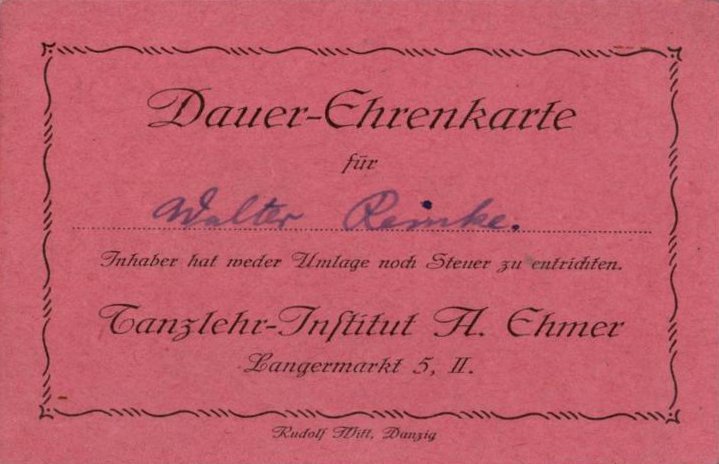 Dauer-Ehrenkarte
für
Walter Reinke.
Inhaber hat weder Umlage noch Steuer zu entrichten.
Tanzlehr-Institut A. Ehmer
Langermarkt 5, II.
Rudolf Witt, Danzig